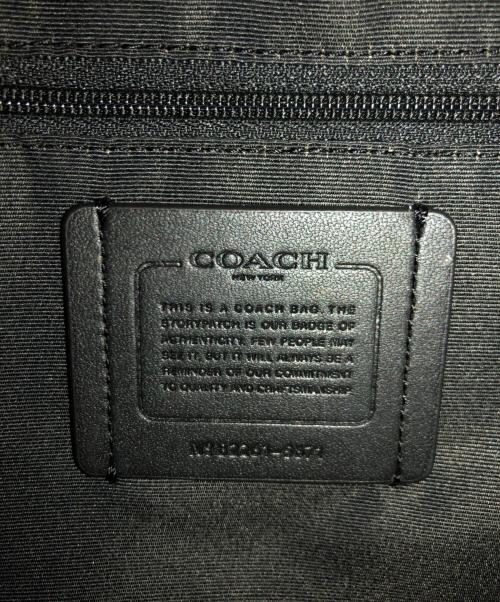 COACH
NEW YORK
THIS IS A COACH BAG. THE
STORYPATCH IS OUR BADGE OF
AUTHENTICITY. FEW PEOPLE MAY
SEE IT, BUT IT WILL ALWAYS BE A
REMINDER OF OUR COMMITMENT
TO QUALITY AND CRAFTSMANSHIP